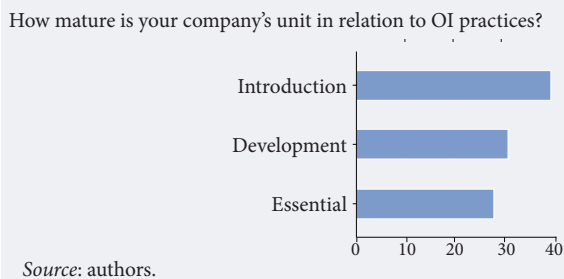 How mature is your company’s unit in relation to OI practices?
Introduction
Development
Essential
0 10 20 30 40
Source: authors.